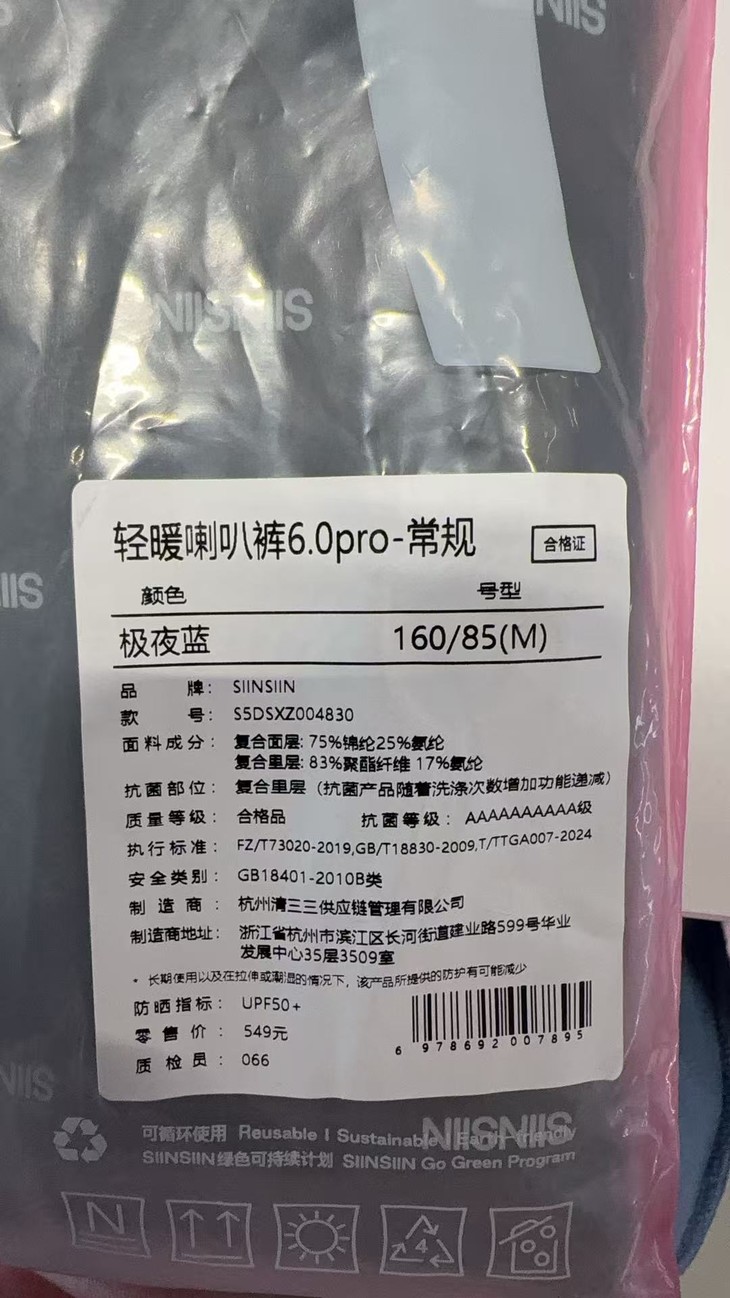 NIIS
NIISNIIS
IIS
轻暖喇叭裤6.0pro-常规
合格证
颜色 号型
极夜蓝 160/85(M)
品牌: SIINSIIN
款号: S5DSXZ004830
面料成分: 复合面层: 75%锦纶25%氨纶
复合里层: 83%聚酯纤维 17%氨纶
抗菌部位: 复合里层（抗菌产品随着洗涤次数增加功能递减）
质量等级: 合格品 抗菌等级: AAAAAAAAAA级
执行标准: FZ/T73020-2019,GB/T18830-2009,T/TTGA007-2024
安全类别: GB18401-2010B类
制造商: 杭州清三三供应链管理有限公司
制造商地址: 浙江省杭州市滨江区长河街道建业路599号华业
发展中心35层3509室
* 长期使用以及在拉伸或潮湿的情况下，该产品所提供的防护有可能减少
防晒指标: UPF50+
零售价: 549元
质检员: 066
6 978692 007895
NIIS
NIISNIIS
可循环使用 Reusable | Sustainable | Earth-friendly
SIINSIIN绿色可持续计划 SIINSIIN Go Green Program
N
4